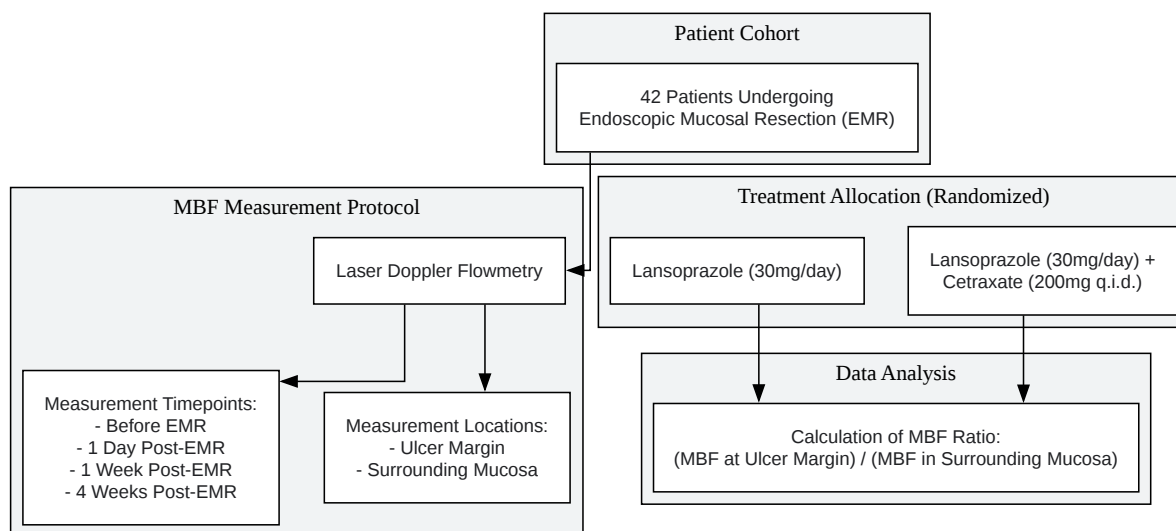 Patient Cohort
42 Patients Undergoing
Endoscopic Mucosal Resection (EMR)
MBF Measurement Protocol
Laser Doppler Flowmetry
Measurement Timepoints:
- Before EMR
- 1 Day Post-EMR
- 1 Week Post-EMR
- 4 Weeks Post-EMR
Measurement Locations:
- Ulcer Margin
- Surrounding Mucosa
Treatment Allocation (Randomized)
Lansoprazole (30mg/day)
Lansoprazole (30mg/day) +
Cetraxate (200mg q.i.d.)
Data Analysis
Calculation of MBF Ratio:
(MBF at Ulcer Margin) / (MBF in Surrounding Mucosa)